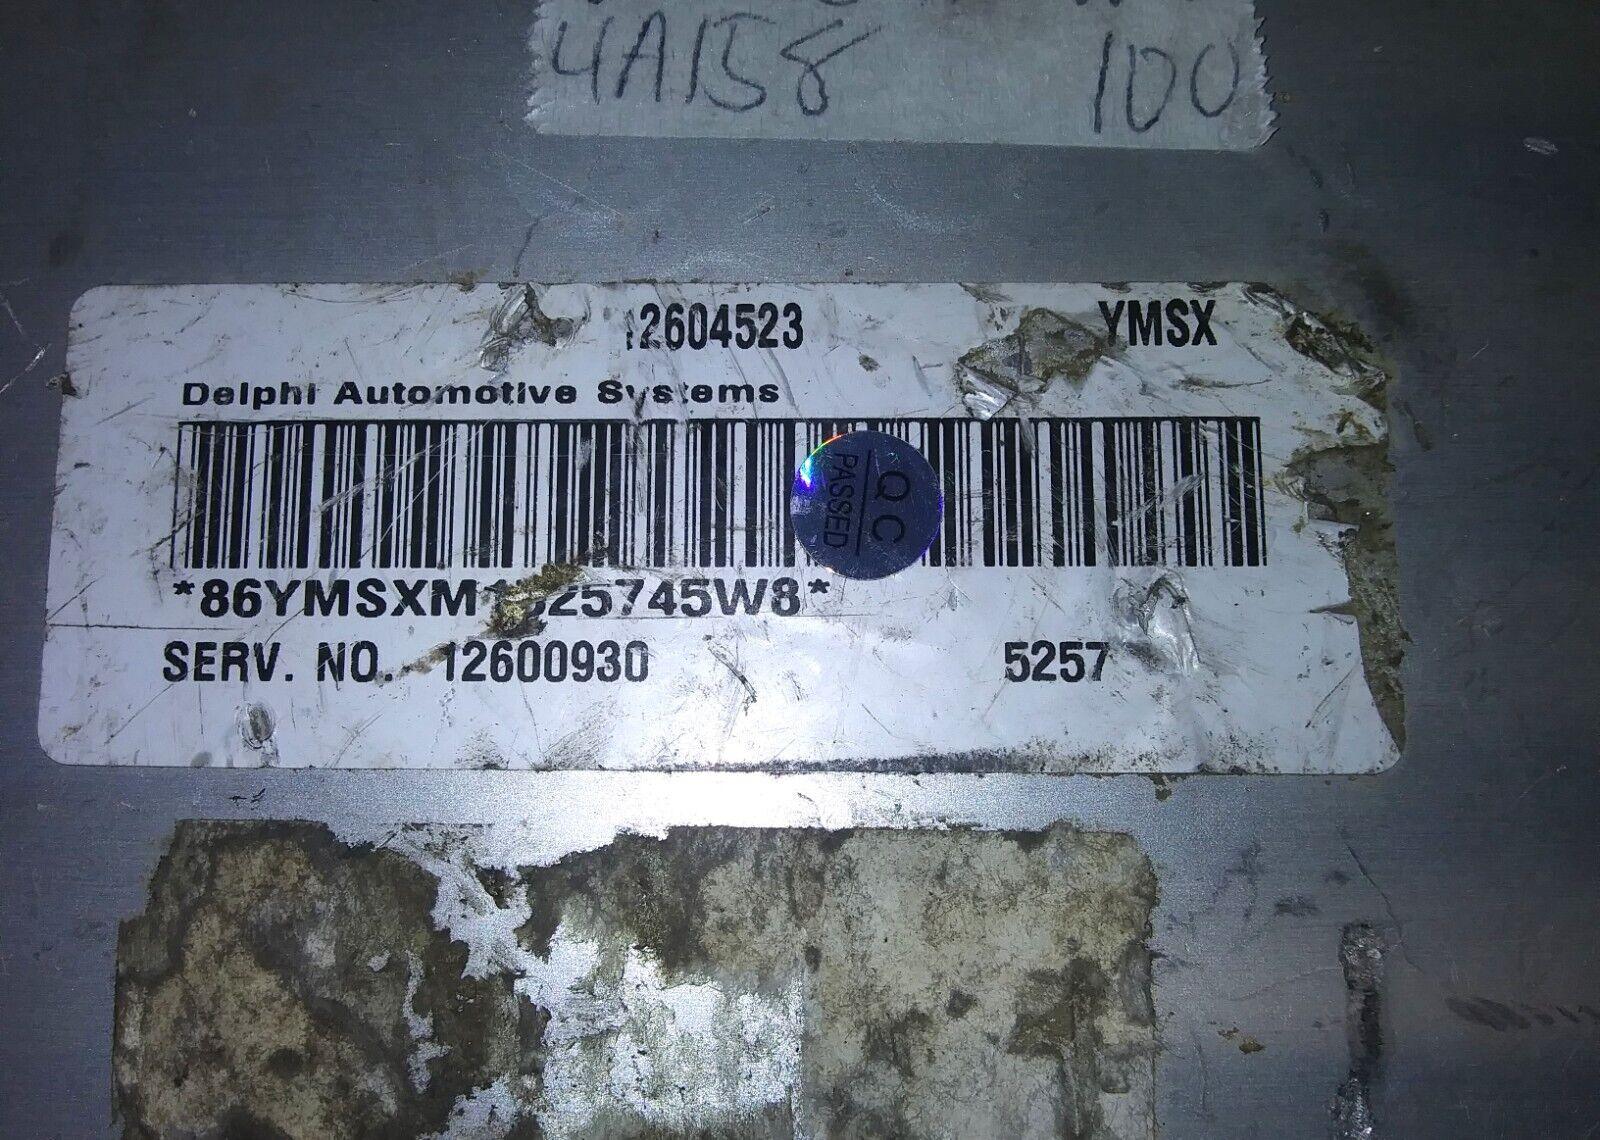 4A158 100
12604523 YMSX
Delphi Automotive Systems
QC
PASSED
SERV. NO. 12600930 5257